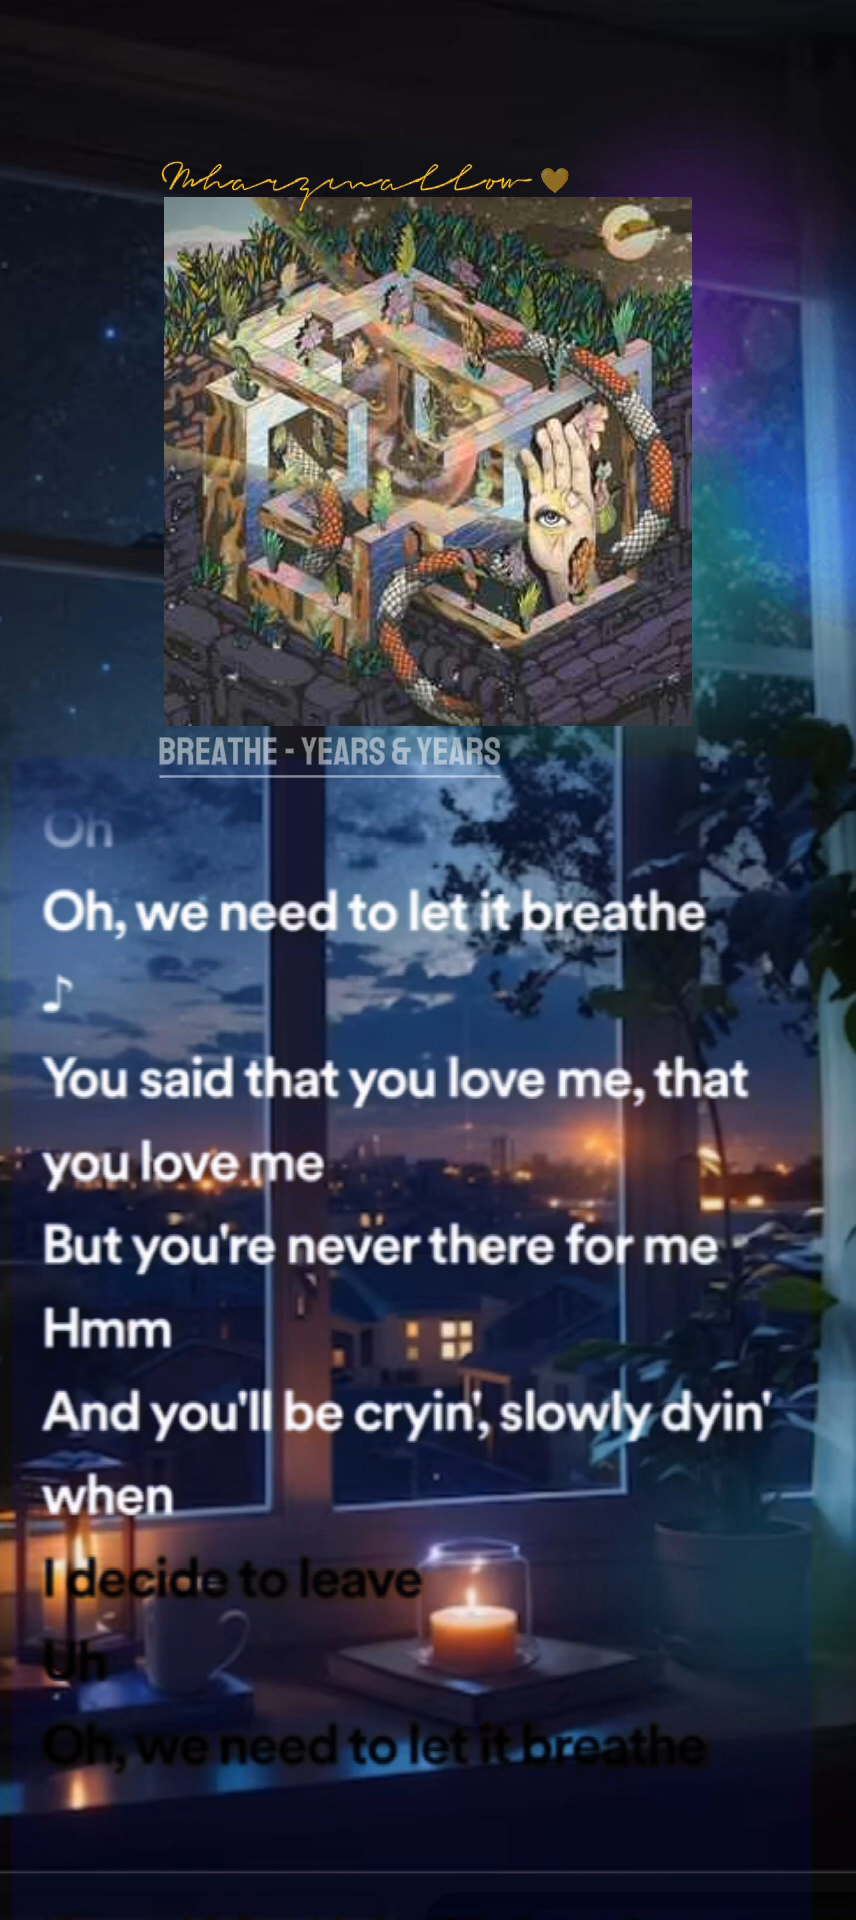 Mharzmallow🤎
BREATHE - YEARS & YEARS
Oh
Oh, we need to let it breathe
♪
You said that you love me, that
you love me
But you're never there for me
Hmm
And you'll be cryin', slowly dyin'
when
I decide to leave
Uh
Oh, we need to let it breathe